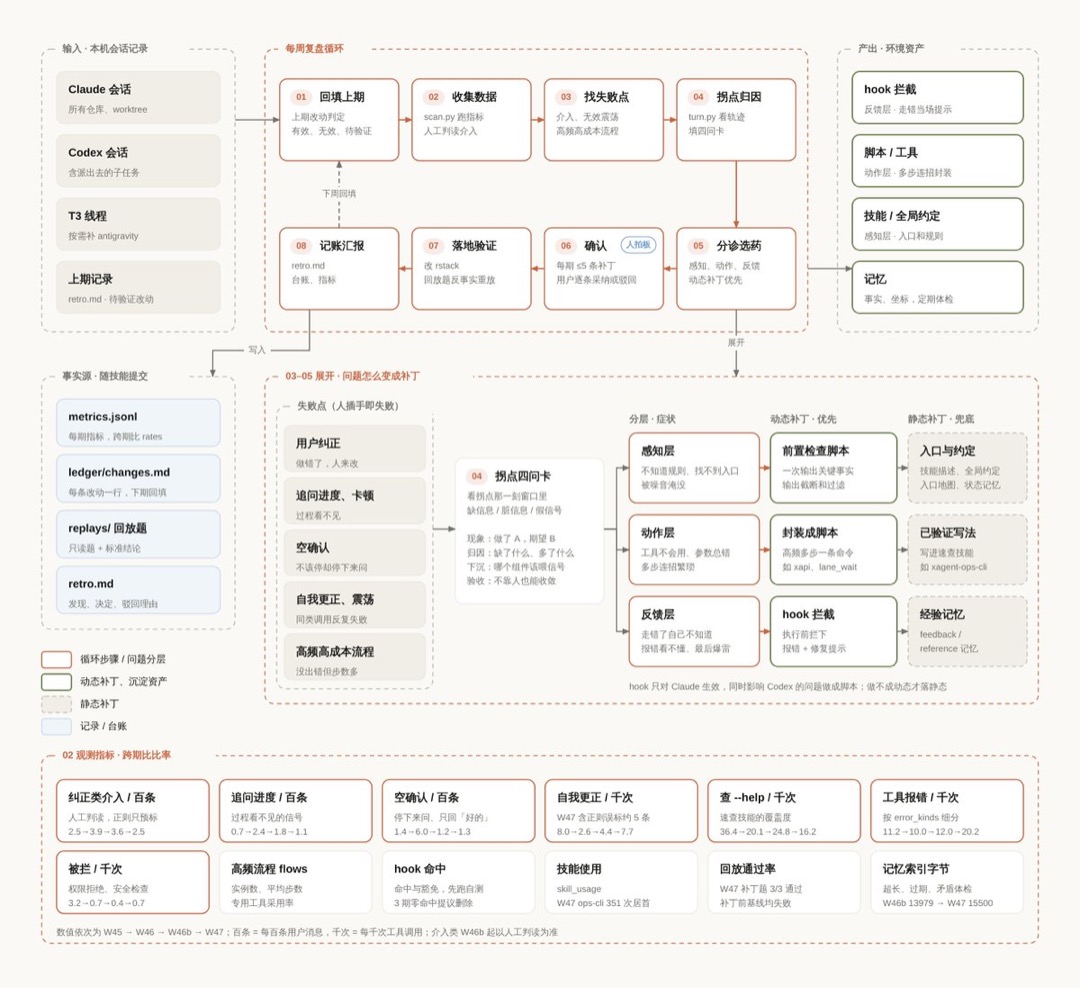 输入 · 本机会话记录
Claude 会话
所有仓库、worktree
Codex 会话
含派出去的子任务
T3 线程
按需补 antigravity
上期记录
retro.md · 待验证改动
每周复盘循环
01 回填上期
上期改动判定
有效、无效、待验证
02 收集数据
scan.py 跑指标
人工判读介入
03 找失败点
介入、无效震荡
高频高成本流程
04 拐点归因
turn.py 看轨迹
填四问卡
下周回填
08 记账汇报
retro.md
台账、指标
07 落地验证
改 rstack
回放题反事实重放
06 确认 人拍板
每期 ≤5 条补丁
用户逐条采纳或驳回
05 分诊选药
感知、动作、反馈
动态补丁优先
产出 · 环境资产
hook 拦截
反馈层 · 走错当场提示
脚本 / 工具
动作层 · 多步连招封装
技能 / 全局约定
感知层 · 入口和规则
记忆
事实、坐标，定期体检
写入
展开
事实源 · 随技能提交
metrics.jsonl
每期指标，跨期比 rates
ledger/changes.md
每条改动一行，下期回填
replays/ 回放题
只读题 + 标准结论
retro.md
发现、决定、驳回理由
循环步骤 / 问题分层
动态补丁、沉淀资产
静态补丁
记录 / 台账
03–05 展开 · 问题怎么变成补丁
失败点（人插手即失败）
用户纠正
做错了，人来改
追问进度、卡顿
过程看不见
空确认
不该停却停下来问
自我更正、震荡
同类调用反复失败
高频高成本流程
没出错但步数多
04 拐点四问卡
看拐点那一刻窗口里
缺信息 / 脏信息 / 假信号
现象：做了 A，期望 B
归因：缺了什么、多了什么
下沉：哪个组件该喂信号
验收：不靠人也能收敛
分层 · 症状
感知层
不知道规则、找不到入口
被噪音淹没
动作层
工具不会用、参数总错
多步连招繁琐
反馈层
走错了自己不知道
报错看不懂、最后爆雷
动态补丁 · 优先
前置检查脚本
一次输出关键事实
输出截断和过滤
封装成脚本
高频多步一条命令
如 xapi、lane_wait
hook 拦截
执行前拦下
报错 + 修复提示
静态补丁 · 兜底
入口与约定
技能描述、全局约定
入口地图、状态记忆
已验证写法
写进速查技能
如 xagent-ops-cli
经验记忆
feedback /
reference 记忆
hook 只对 Claude 生效，同时影响 Codex 的问题做成脚本；做不成动态才落静态
02 观测指标 · 跨期比比率
纠正类介入 / 百条
人工判读，正则只预标
2.5→3.9→3.6→2.5
追问进度 / 百条
过程看不见的信号
0.7→2.4→1.8→1.1
空确认 / 百条
停下来问、只回「好的」
1.4→6.0→1.2→1.3
自我更正 / 千次
W47 含正则误标约 5 条
8.0→2.6→4.4→7.7
查 --help / 千次
速查技能的覆盖度
36.4→20.1→24.8→16.2
工具报错 / 千次
按 error_kinds 细分
11.2→10.0→12.0→20.2
被拦 / 千次
权限拒绝、安全检查
3.2→0.7→0.4→0.7
高频流程 flows
实例数、平均步数
专用工具采用率
hook 命中
命中与豁免，先跑自测
3 期零命中提议删除
技能使用
skill_usage
W47 ops-cli 351 次居首
回放通过率
W47 补丁题 3/3 通过
补丁前基线均失败
记忆索引字节
超长、过期、矛盾体检
W46b 13979 → W47 15500
数值依次为 W45 → W46 → W46b → W47；百条 = 每百条用户消息，千次 = 每千次工具调用；介入类 W46b 起以人工判读为准